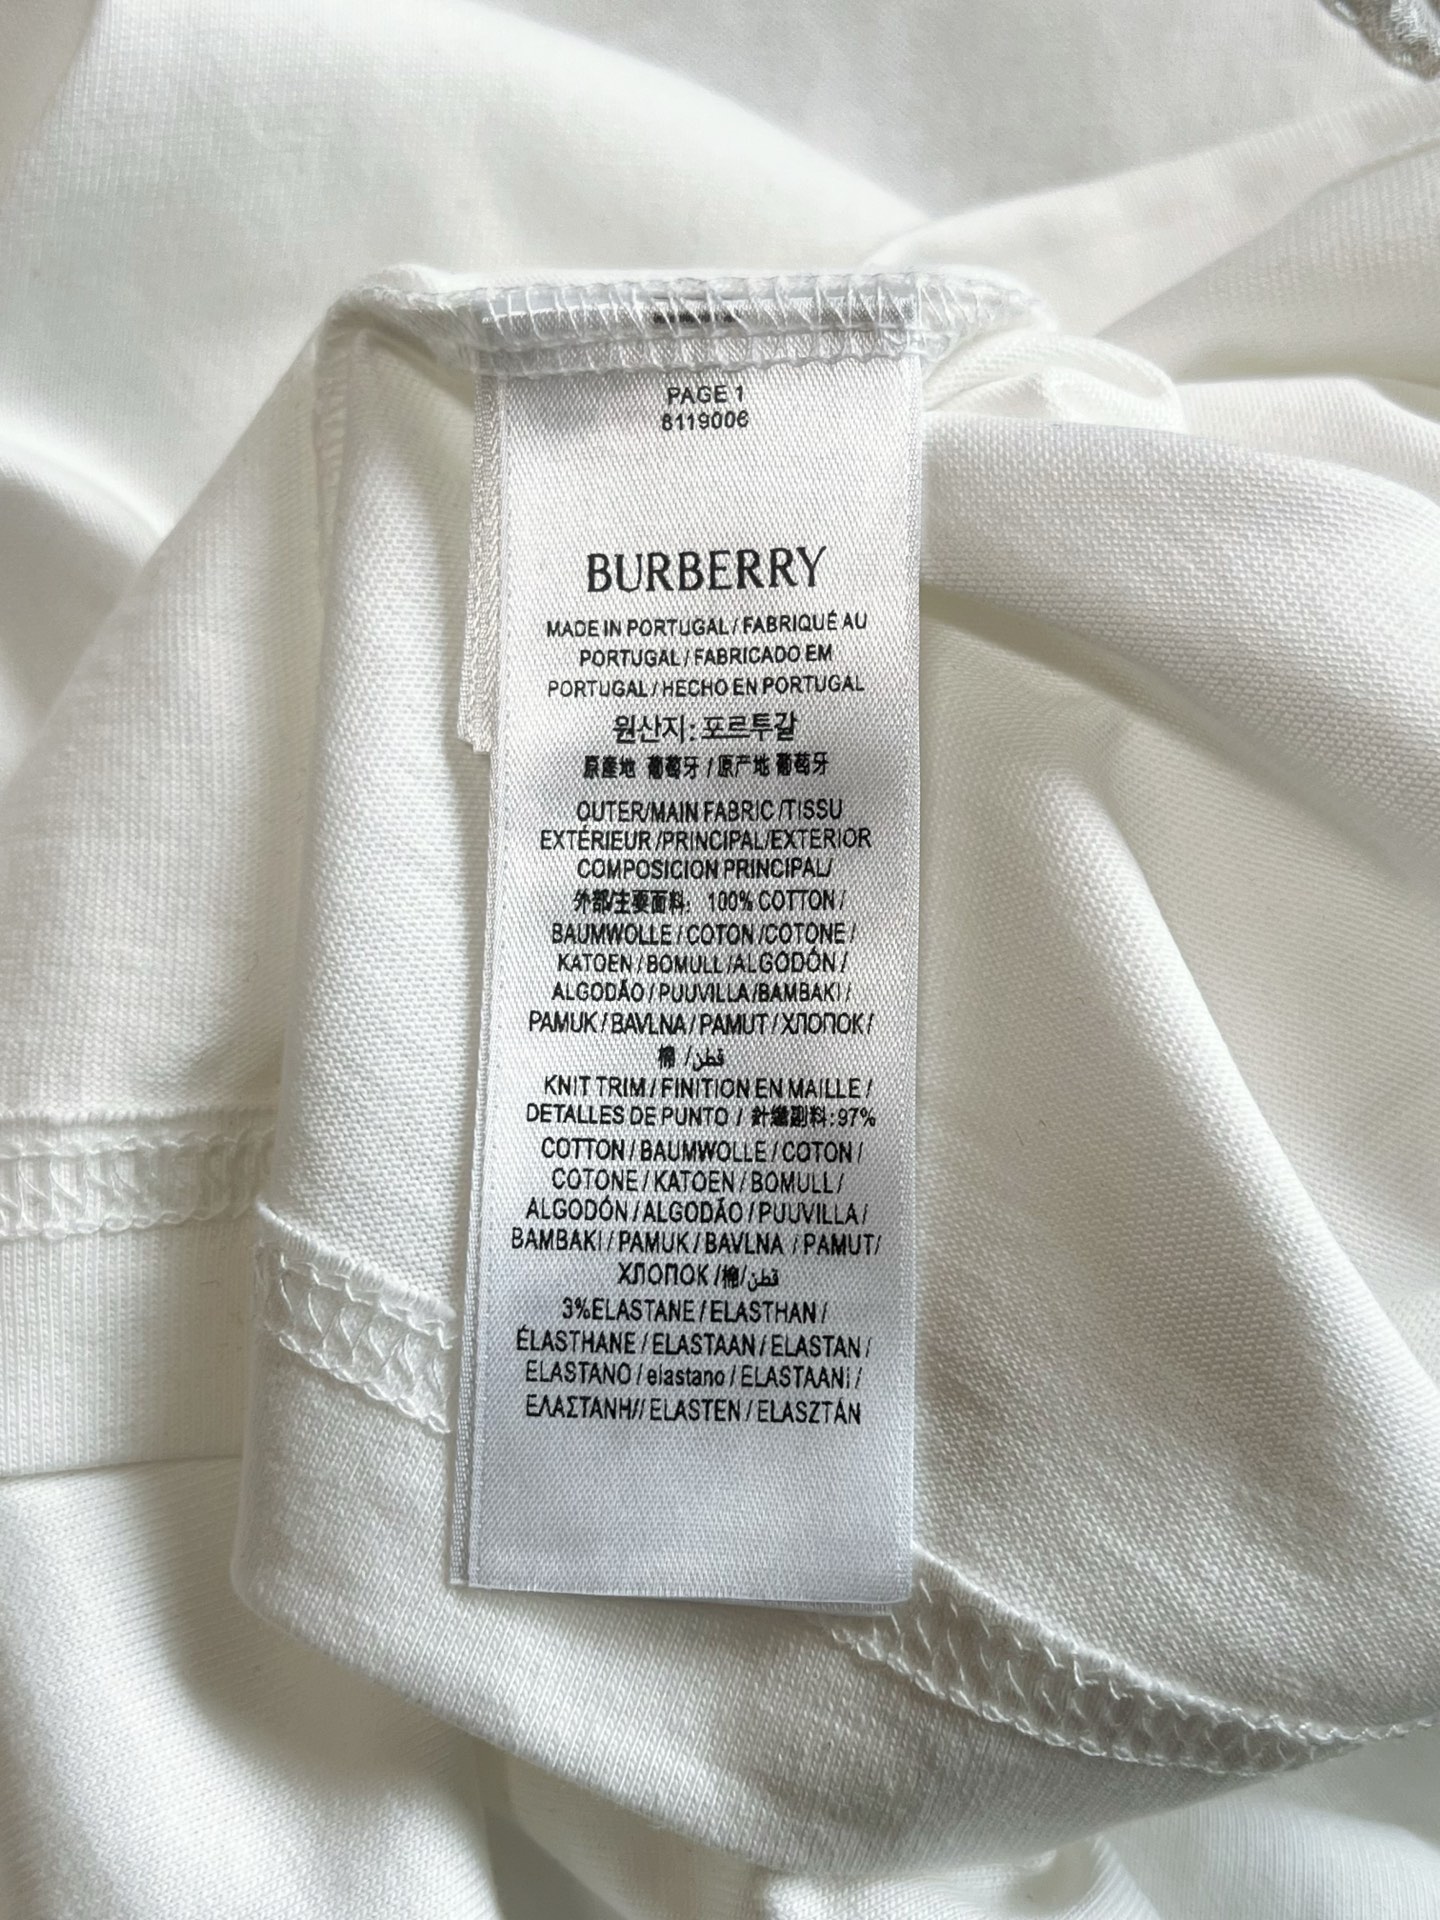 PAGE 1
8119006
BURBERRY
MADE IN PORTUGAL / FABRIQUÉ AU
PORTUGAL / FABRICADO EM
PORTUGAL / HECHO EN PORTUGAL
원산지: 포르투갈
原産地 葡萄牙 / 原产地 葡萄牙
OUTER/MAIN FABRIC /TISSU
EXTÉRIEUR /PRINCIPAL/EXTERIOR
COMPOSICION PRINCIPAL/
外部/主要面料: 100% COTTON /
BAUMWOLLE / COTON /COTONE /
KATOEN / BOMULL /ALGODÓN /
ALGODÃO / PUUVILLA/BAMBAKI /
PAMUK / BAVLNA / PAMUT / ХЛОПОК /
棉 /قطن
KNIT TRIM / FINITION EN MAILLE /
DETALLES DE PUNTO / 針織副料:97%
COTTON / BAUMWOLLE / COTON /
COTONE / KATOEN / BOMULL/
ALGODÓN / ALGODÃO / PUUVILLA /
BAMBAKI / PAMUK / BAVLNA / PAMUT/
ХЛОПОК /棉/قطن
3%ELASTANE / ELASTHAN /
ÉLASTHANE / ELASTAAN / ELASTAN /
ELASTANO / elastano / ELASTAANI /
ΕΛΑΣΤΑΝΗ// ELASTEN / ELASZTÁN